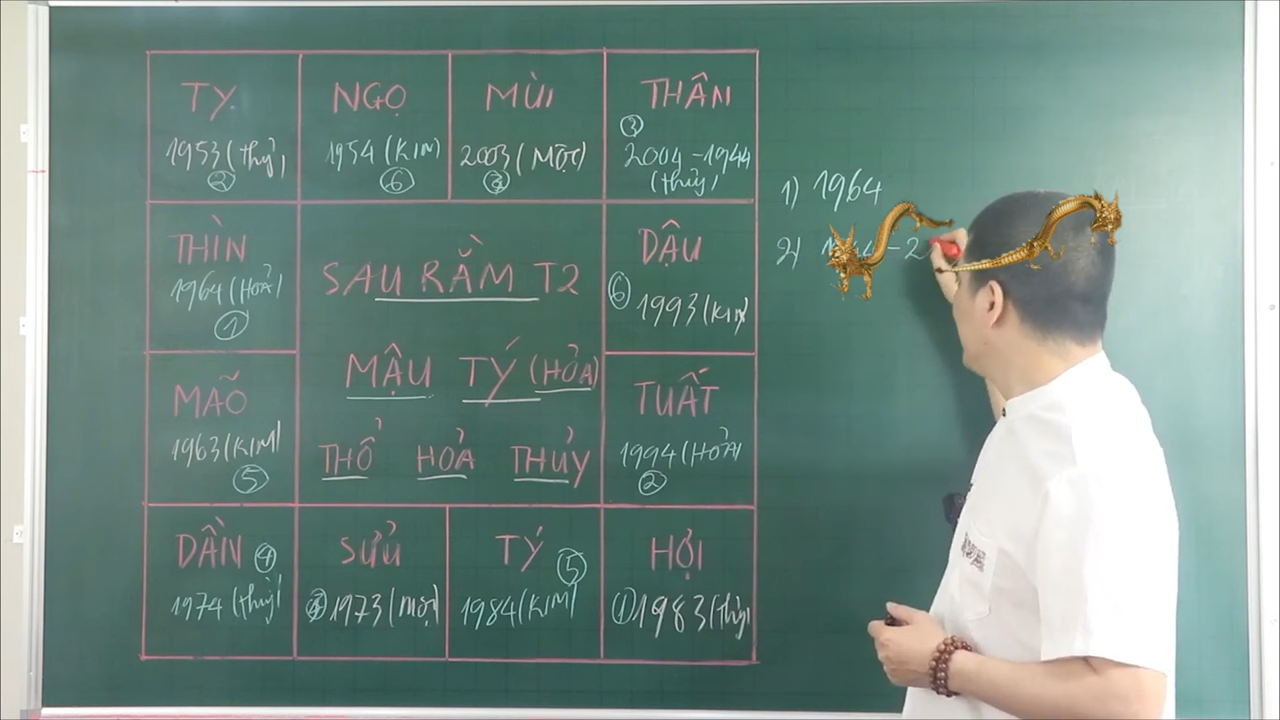 TỴ
1953 (Thủy)
②
NGỌ
1954 (KIM)
⑥
MÙI
2003 (MỘC)
THÂN
③
2004 - 1944
(Thủy)
THÌN
1964 (HỎA)
①
SAU RẰM T2
MẬU TÝ (HỎA)
THỔ HỎA THỦY
DẬU
⑥
1993 (KIM)
MÃO
1963 (KIM)
⑤
TUẤT
1994 (HỎA)
②
DẦN ④
1974 (Thủy)
SỬU
1973 (MỘC)
TÝ ⑤
1984 (KIM)
HỢI
① 1983 (Thủy)
1) 1964
2)